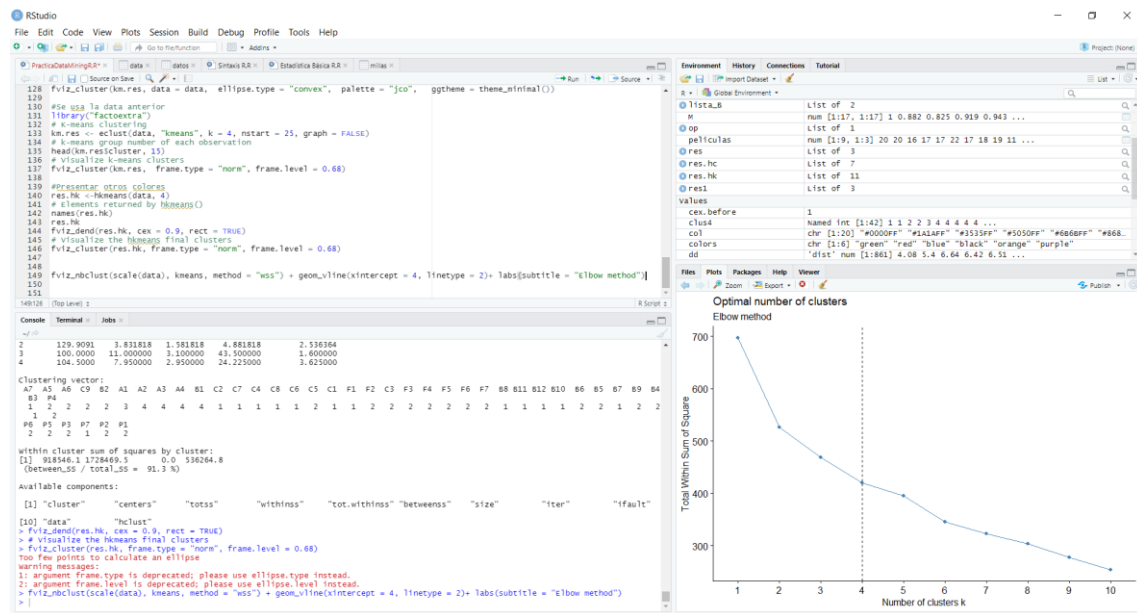 RStudio
File Edit Code View Plots Session Build Debug Profile Tools Help
Go to file/function Addins
Project: (None)
PracticaDataMiningR.R* data datos Sintaxis R.R Estadística Básica R.R millas
Source on Save Run Source
128 fviz_cluster(km.res, data = data, ellipse.type = "convex", palette = "jco", ggtheme = theme_minimal())
129
130 #Se usa la data anterior
131 library("factoextra")
132 # K-means clustering
133 km.res <- eclust(data, "kmeans", k = 4, nstart = 25, graph = FALSE)
134 # k-means group number of each observation
135 head(km.res$cluster, 15)
136 # Visualize k-means clusters
137 fviz_cluster(km.res, frame.type = "norm", frame.level = 0.68)
138
139 #Presentar otros colores
140 res.hk <-hkmeans(data, 4)
141 # Elements returned by hkmeans()
142 names(res.hk)
143 res.hk
144 fviz_dend(res.hk, cex = 0.9, rect = TRUE)
145 # Visualize the hkmeans final clusters
146 fviz_cluster(res.hk, frame.type = "norm", frame.level = 0.68)
147
148
149 fviz_nbclust(scale(data), kmeans, method = "wss") + geom_vline(xintercept = 4, linetype = 2)+ labs(subtitle = "Elbow method")
150
151
149:126 (Top Level) R Script
Console Terminal Jobs
~/
2 129.9091 3.831818 1.581818 4.881818 2.536364
3 100.0000 11.000000 3.100000 43.500000 1.600000
4 104.5000 7.950000 2.950000 24.225000 3.625000
Clustering vector:
A7 A5 A6 C9 B2 A1 A2 A3 A4 B1 C2 C7 C4 C8 C6 C5 C1 F1 F2 C3 F3 F4 F5 F6 F7 B8 B11 B12 B10 B6 B5 B7 B9 B4
B3 P4
1 2 2 2 2 3 4 4 4 4 1 1 1 1 1 2 1 1 2 2 2 2 2 2 2 1 1 1 1 2 2 1 2 2
1 2
P6 P5 P3 P7 P2 P1
2 2 2 1 2 2
Within cluster sum of squares by cluster:
[1] 918546.1 1728469.5 0.0 536264.8
(between_SS / total_SS = 91.3 %)
Available components:
[1] "cluster" "centers" "totss" "withinss" "tot.withinss" "betweenss" "size" "iter" "ifault"
[10] "data" "hclust"
> fviz_dend(res.hk, cex = 0.9, rect = TRUE)
> # Visualize the hkmeans final clusters
> fviz_cluster(res.hk, frame.type = "norm", frame.level = 0.68)
Too few points to calculate an ellipse
Warning messages:
1: argument frame.type is deprecated; please use ellipse.type instead.
2: argument frame.level is deprecated; please use ellipse.level instead.
> fviz_nbclust(scale(data), kmeans, method = "wss") + geom_vline(xintercept = 4, linetype = 2)+ labs(subtitle = "Elbow method")
>
Environment History Connections Tutorial
Import Dataset List
R Global Environment
lista_B List of 2
M num [1:17, 1:17] 1 0.882 0.825 0.919 0.943 ...
op List of 1
peliculas num [1:9, 1:3] 20 20 16 17 17 22 17 18 19 11 ...
res List of 3
res.hc List of 7
res.hk List of 11
res1 List of 3
values
cex.before 1
clus4 Named int [1:42] 1 1 2 2 3 4 4 4 4 4 ...
col chr [1:20] "#0000FF" "#1A1AFF" "#3535FF" "#5050FF" "#6B6BFF" "#868...
colors chr [1:6] "green" "red" "blue" "black" "orange" "purple"
dd 'dist' num [1:861] 4.08 5.4 6.64 6.42 6.51 ...
Files Plots Packages Help Viewer
Zoom Export Publish
Optimal number of clusters
Elbow method
Total Within Sum of Square
700
600
500
400
300
1 2 3 4 5 6 7 8 9 10
Number of clusters k